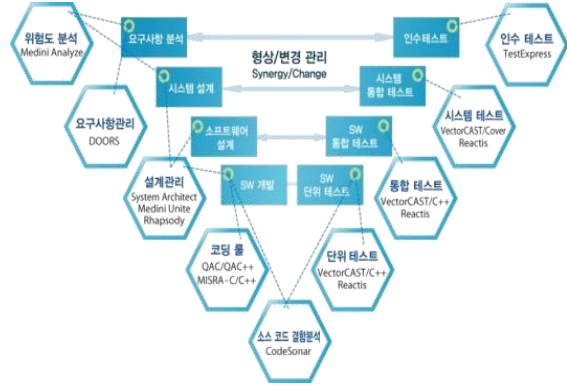 위험도 분석
Medini Analyze
요구사항 분석
인수테스트
인수 테스트
TestExpress
형상/변경 관리
Synergy/Change
시스템 설계
시스템
통합 테스트
요구사항관리
DOORS
시스템 테스트
VectorCAST/Cover
Reactis
소프트웨어
설계
SW
통합 테스트
설계관리
System Architect
Medini Unite
Rhapsody
SW 개발
SW
단위 테스트
통합 테스트
VectorCAST/C++
Reactis
코딩 룰
QAC/QAC++
MISRA-C/C++
단위 테스트
VectorCAST/C++
Reactis
소스 코드 결함분석
CodeSonar